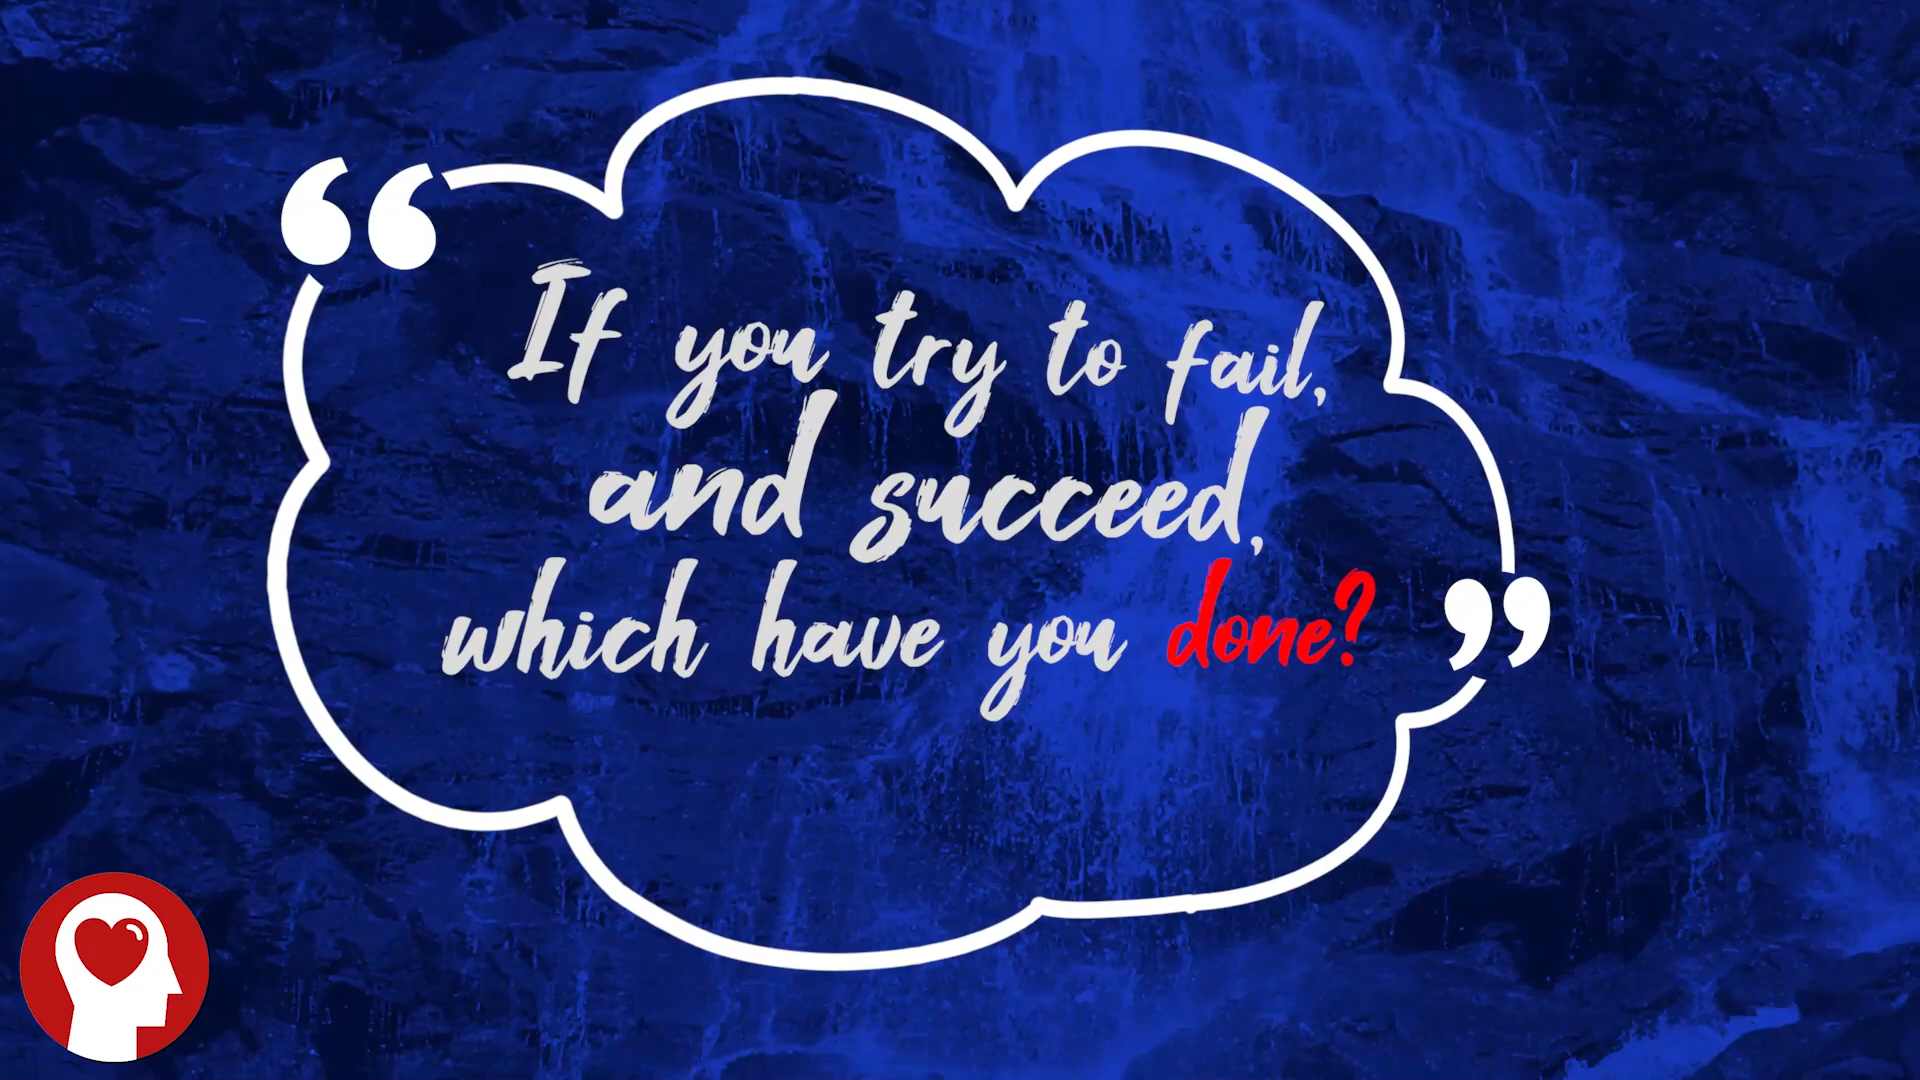 “
If you try to fail,
and succeed,
which have you done?
”